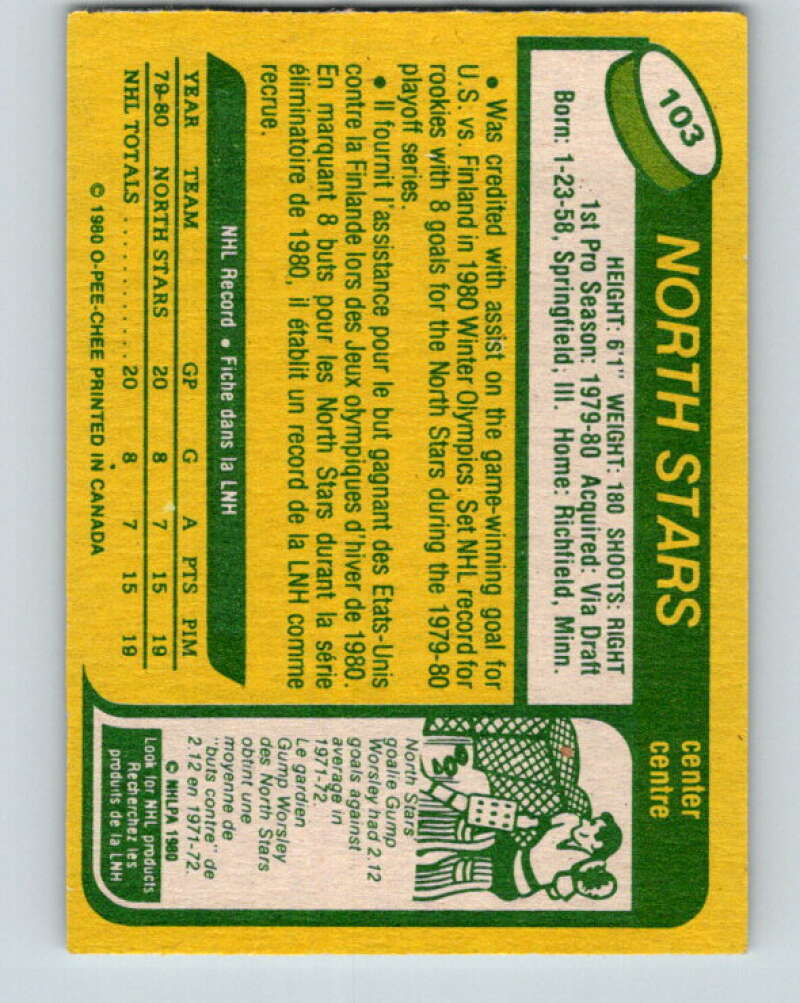 103
NORTH STARS
center
centre
HEIGHT: 6'1" WEIGHT: 180 SHOOTS: RIGHT
1st Pro Season: 1979-80 Acquired: Via Draft
Born: 1-23-58, Springfield, Ill. Home: Richfield, Minn.
• Was credited with assist on the game-winning goal for
U.S. vs. Finland in 1980 Winter Olympics. Set NHL record for
rookies with 8 goals for the North Stars during the 1979-80
playoff series.
• Il fournit l'assistance pour le but gagnant des Etats-Unis
contre la Finlande lors des Jeux olympiques d'hiver de 1980.
En marquant 8 buts pour les North Stars durant la série
éliminatoire de 1980, il établit un record de la LNH comme
recrue.
NHL Record • Fiche dans la LNH
YEAR TEAM GP G A PTS PIM
79-80 NORTH STARS 20 8 7 15 19
NHL TOTALS .............. 20 8 7 15 19
© 1980 O-PEE-CHEE PRINTED IN CANADA
North Stars'
goalie Gump
Worsley had 2.12
goals against
average in
1971-72.
Le gardien
Gump Worsley
des North Stars
obtint une
moyenne de
"buts contre" de
2.12 en 1971-72.
© NHLPA 1980
Look for NHL products
Recherchez les
produits de la LNH